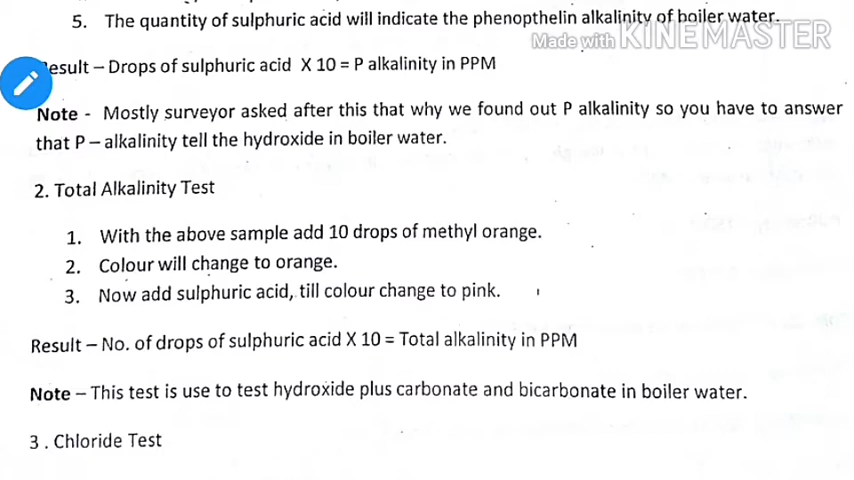 5. The quantity of sulphuric acid will indicate the phenopthelin alkalinity of boiler water.
Made with KINEMASTER
Result – Drops of sulphuric acid X 10 = P alkalinity in PPM
Note - Mostly surveyor asked after this that why we found out P alkalinity so you have to answer
that P – alkalinity tell the hydroxide in boiler water.
2. Total Alkalinity Test
1. With the above sample add 10 drops of methyl orange.
2. Colour will change to orange.
3. Now add sulphuric acid, till colour change to pink.
Result – No. of drops of sulphuric acid X 10 = Total alkalinity in PPM
Note – This test is use to test hydroxide plus carbonate and bicarbonate in boiler water.
3 . Chloride Test